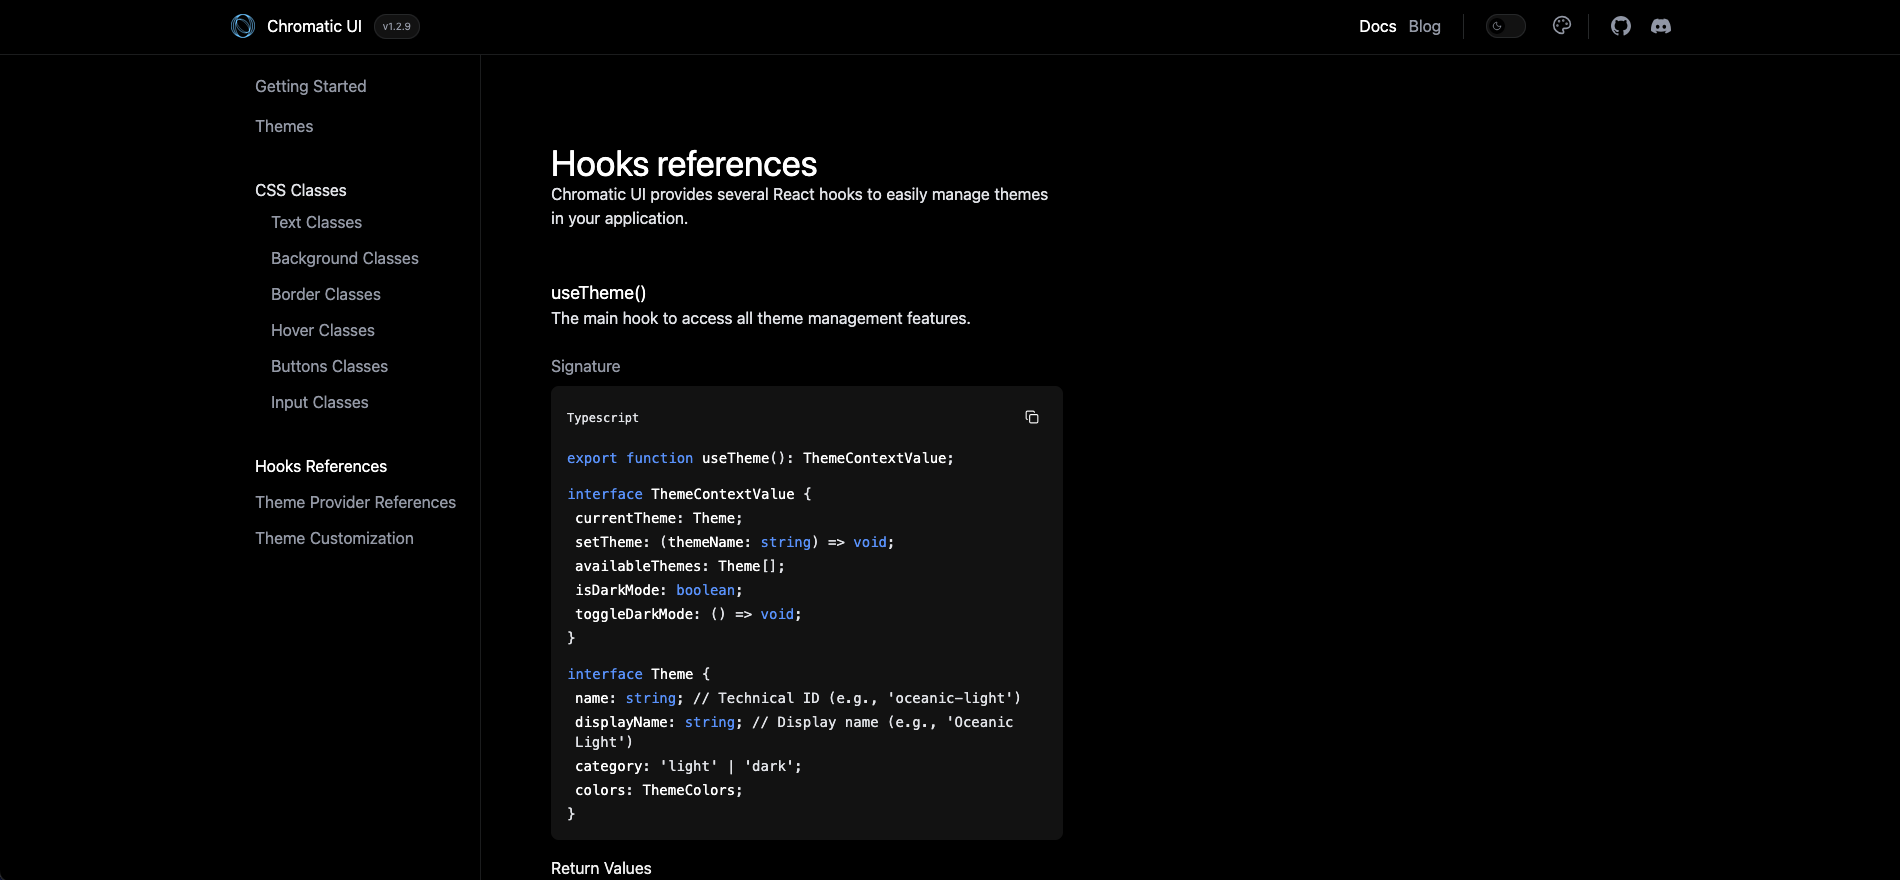 Chromatic UI v1.2.9
Docs Blog
Getting Started
Themes
CSS Classes
Text Classes
Background Classes
Border Classes
Hover Classes
Buttons Classes
Input Classes
Hooks References
Theme Provider References
Theme Customization
Hooks references
Chromatic UI provides several React hooks to easily manage themes
in your application.
useTheme()
The main hook to access all theme management features.
Signature
Typescript
export function useTheme(): ThemeContextValue;
interface ThemeContextValue {
currentTheme: Theme;
setTheme: (themeName: string) => void;
availableThemes: Theme[];
isDarkMode: boolean;
toggleDarkMode: () => void;
}
interface Theme {
name: string; // Technical ID (e.g., 'oceanic-light')
displayName: string; // Display name (e.g., 'Oceanic
Light')
category: 'light' | 'dark';
colors: ThemeColors;
}
Return Values